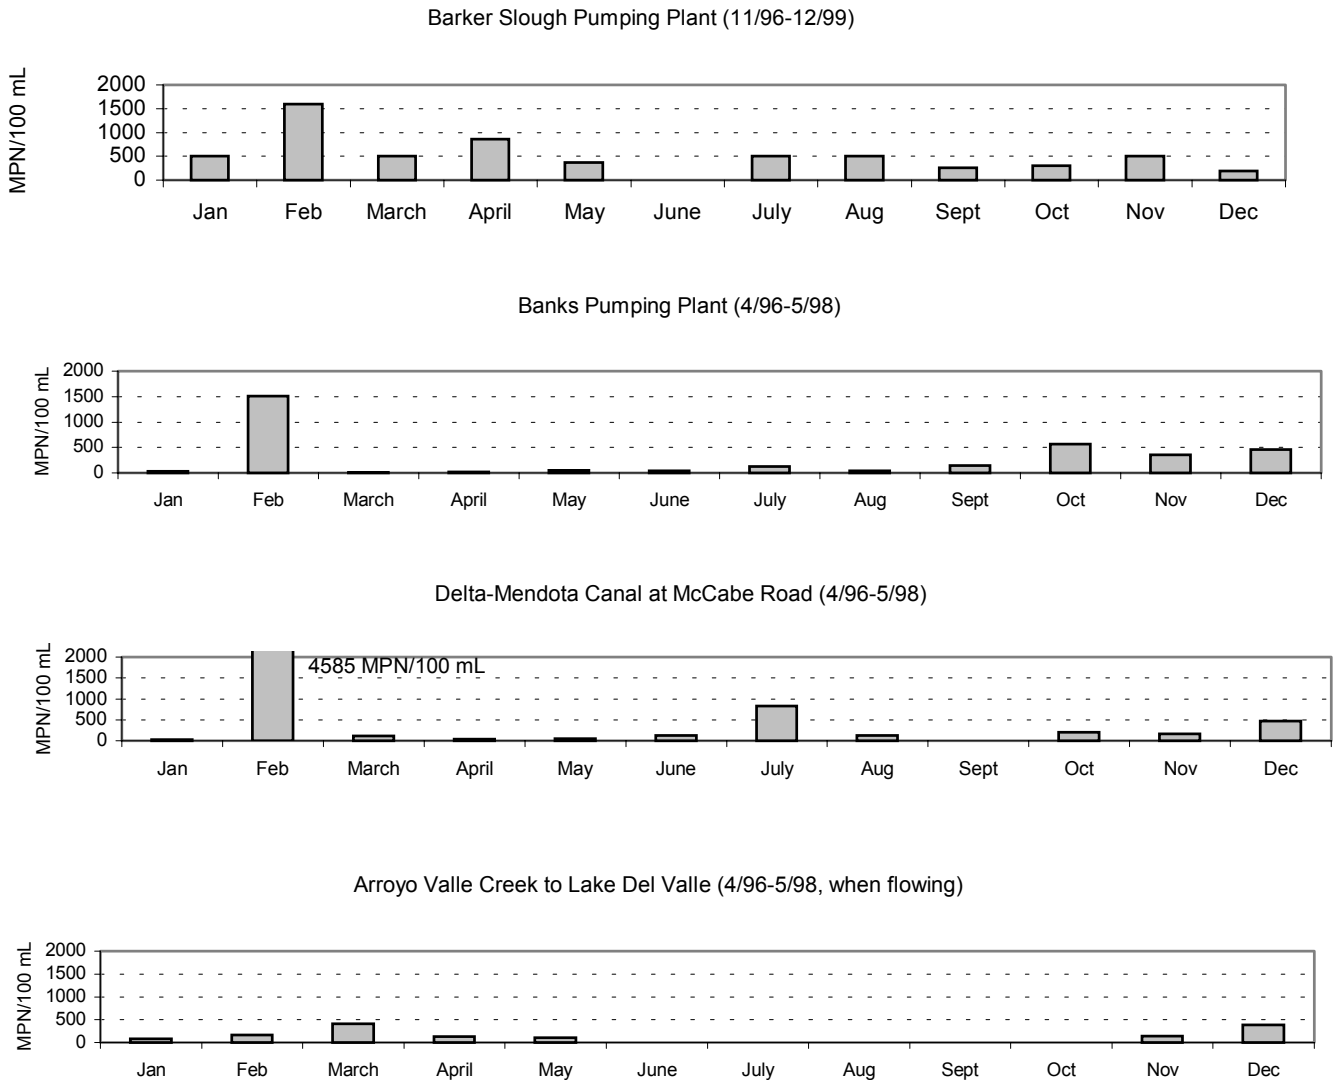 Barker Slough Pumping Plant (11/96-12/99)
MPN/100 mL
2000
1500
1000
500
0
Jan Feb March April May June July Aug Sept Oct Nov Dec
Banks Pumping Plant (4/96-5/98)
MPN/100 mL
2000
1500
1000
500
0
Jan Feb March April May June July Aug Sept Oct Nov Dec
Delta-Mendota Canal at McCabe Road (4/96-5/98)
MPN/100 mL
2000
4585 MPN/100 mL
1500
1000
500
0
Jan Feb March April May June July Aug Sept Oct Nov Dec
Arroyo Valle Creek to Lake Del Valle (4/96-5/98, when flowing)
MPN/100 mL
2000
1500
1000
500
0
Jan Feb March April May June July Aug Sept Oct Nov Dec